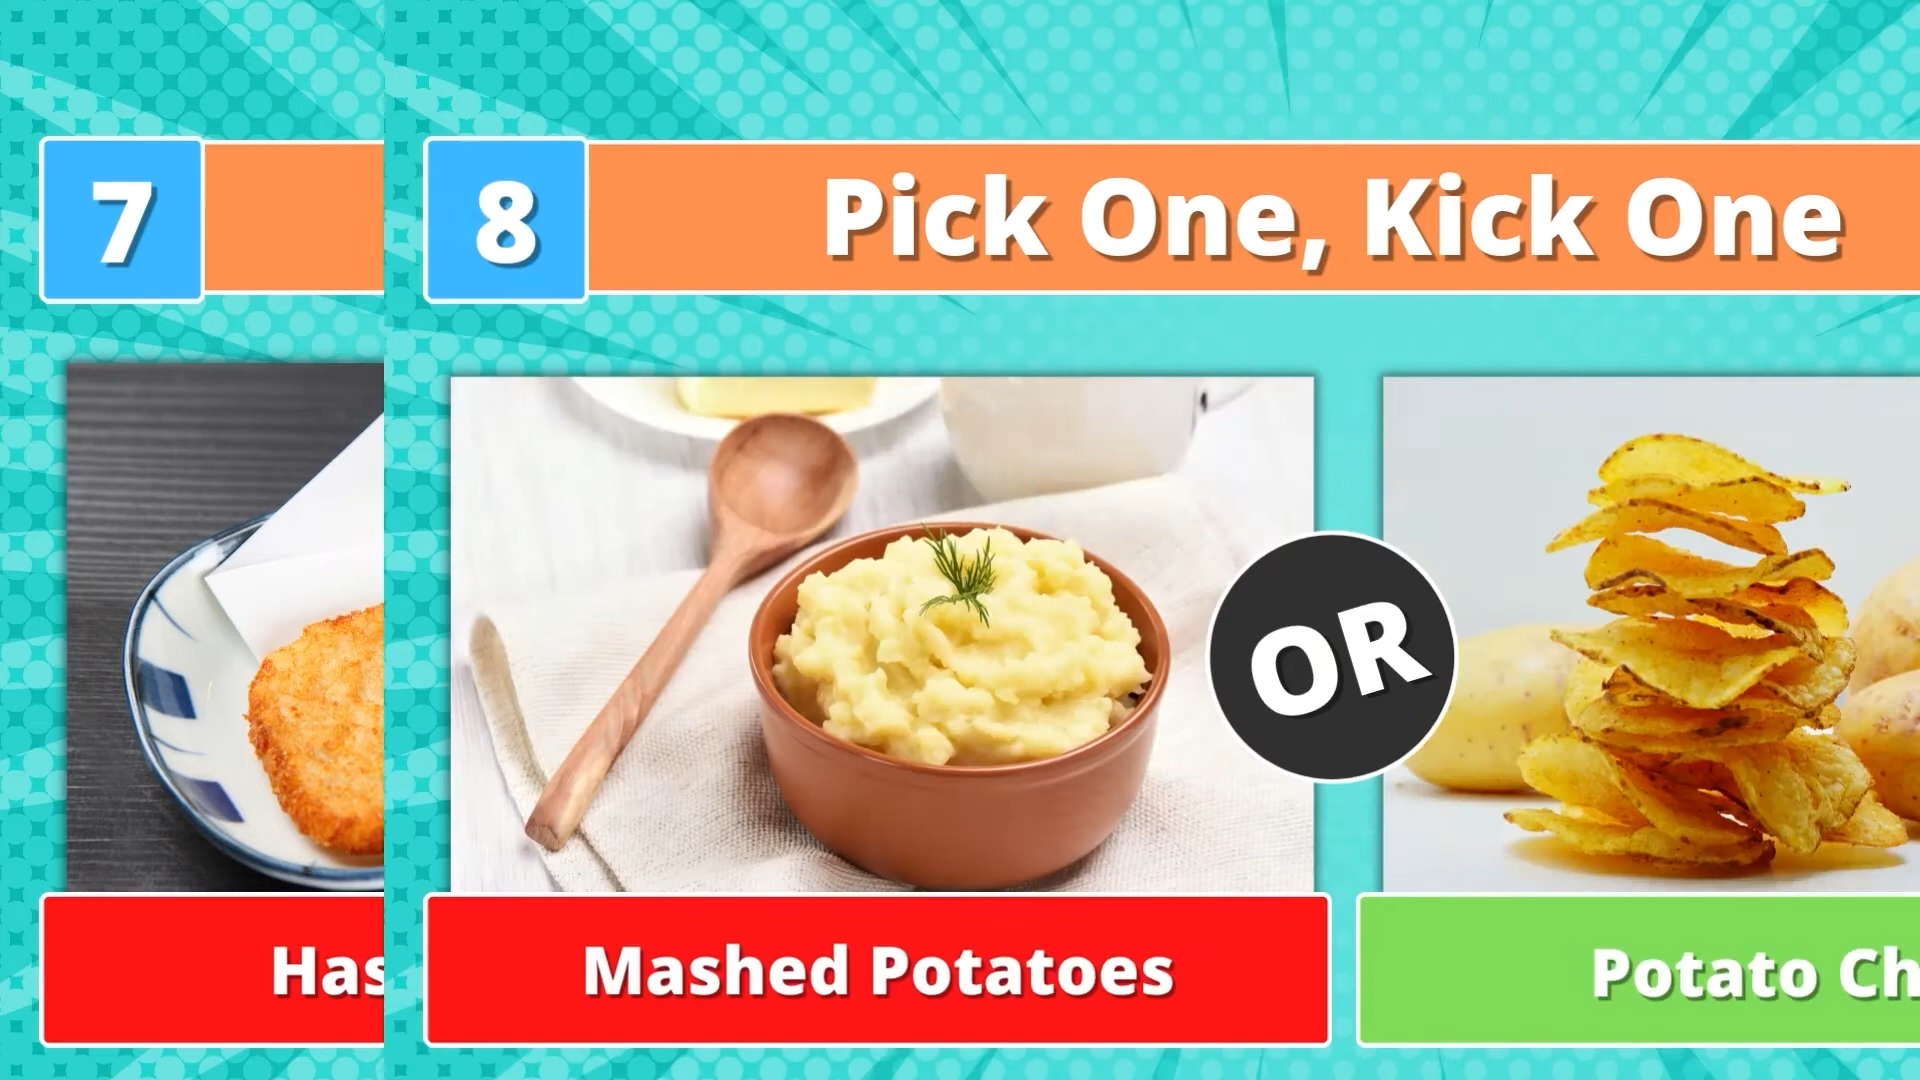 7
8
Pick One, Kick One
OR
Has
Mashed Potatoes
Potato Ch